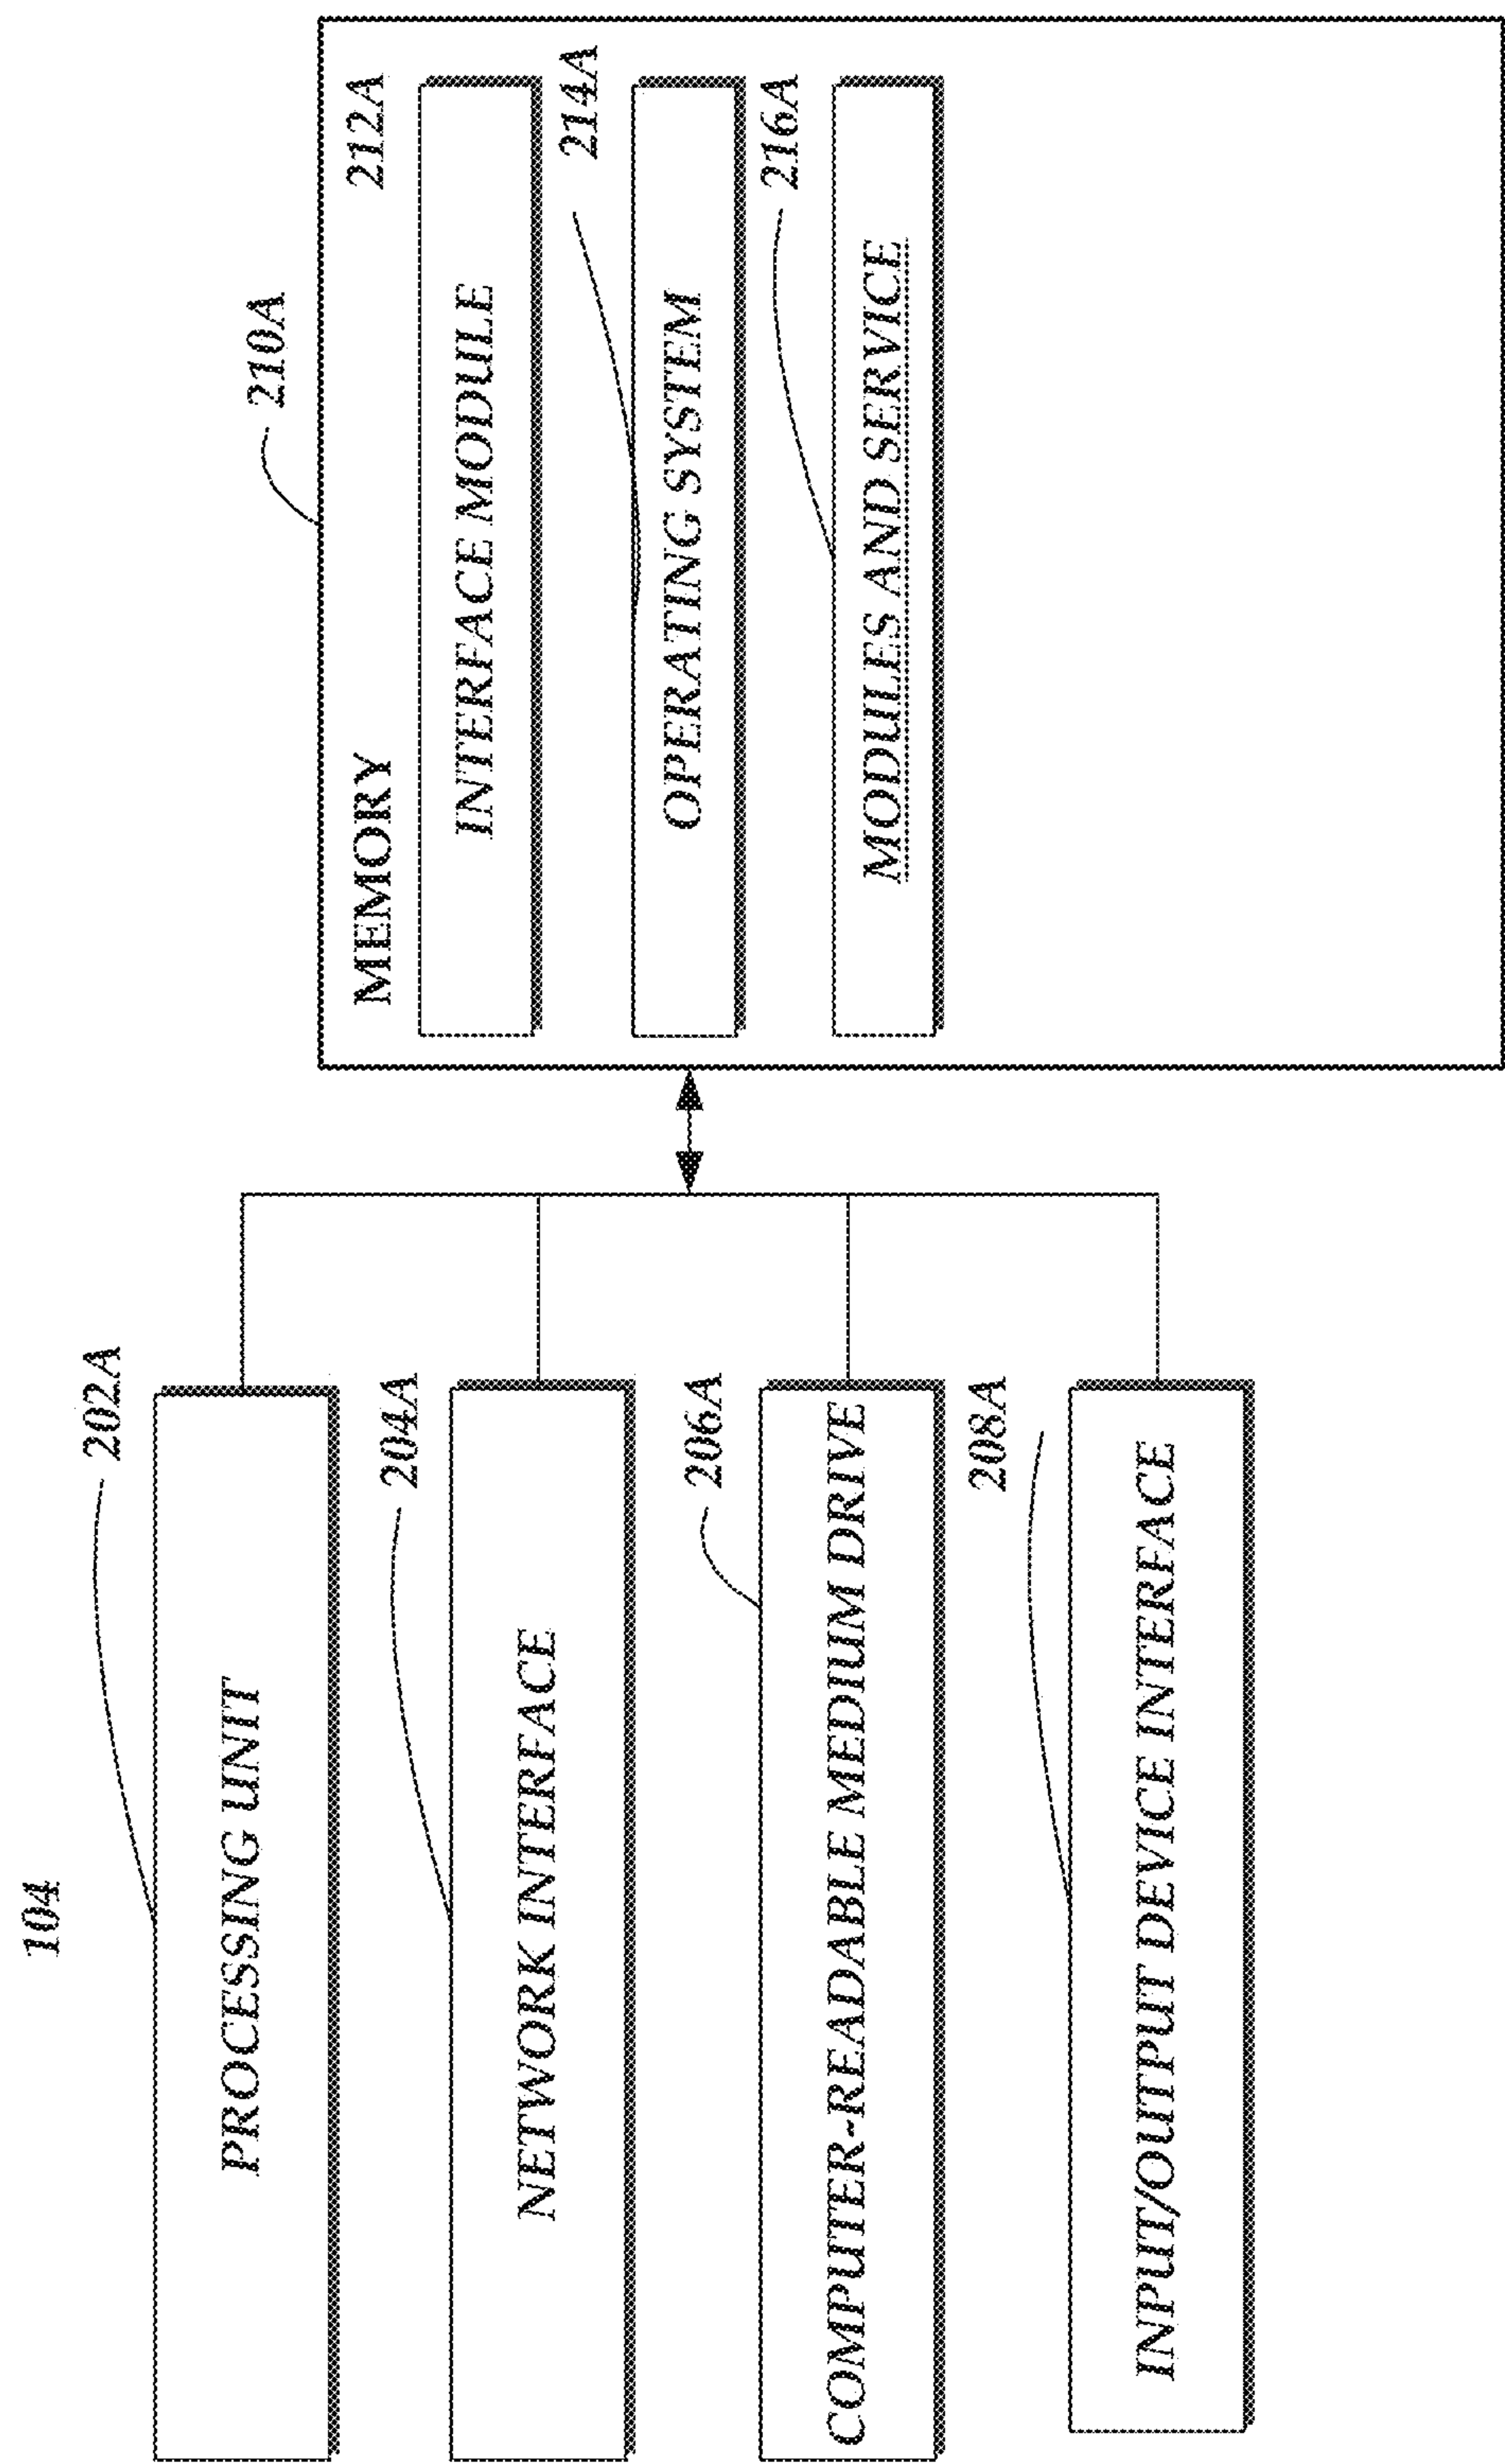 104
202A
PROCESSING UNIT
204A
NETWORK INTERFACE
206A
COMPUTER-READABLE MEDIUM DRIVE
208A
INPUT/OUTPUT DEVICE INTERFACE
210A
MEMORY
212A
INTERFACE MODULE
214A
OPERATING SYSTEM
216A
MODULES AND SERVICE